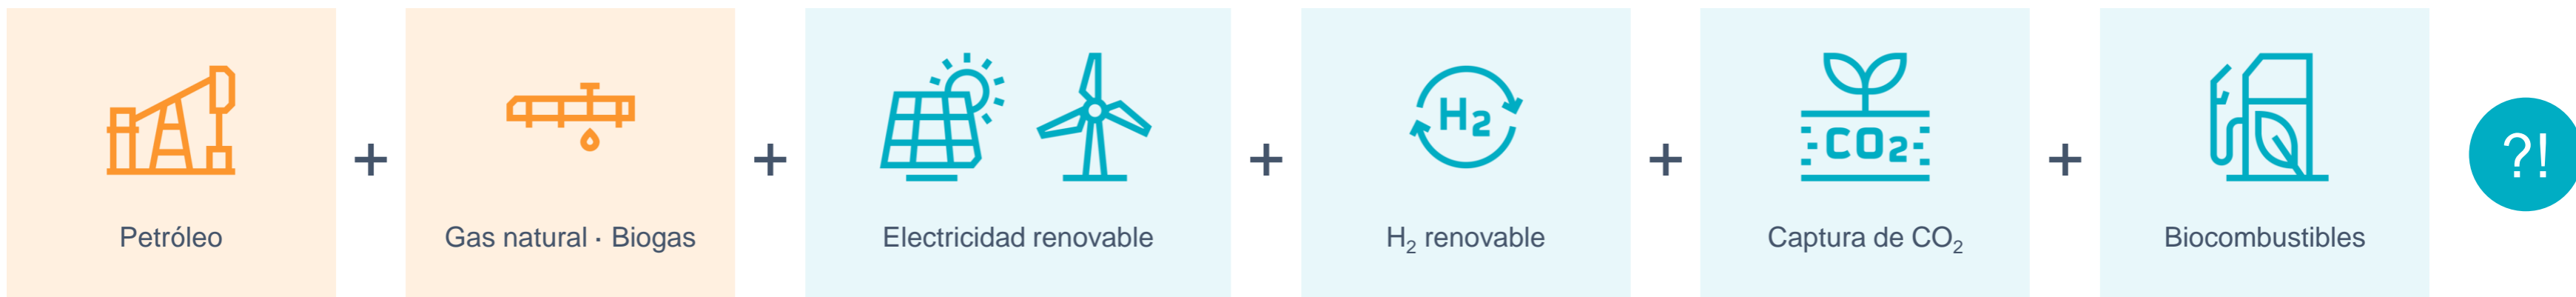 Petróleo
+
Gas natural · Biogas
+
Electricidad renovable
+
H2
H₂ renovable
+
CO2
Captura de CO₂
+
Biocombustibles
?!